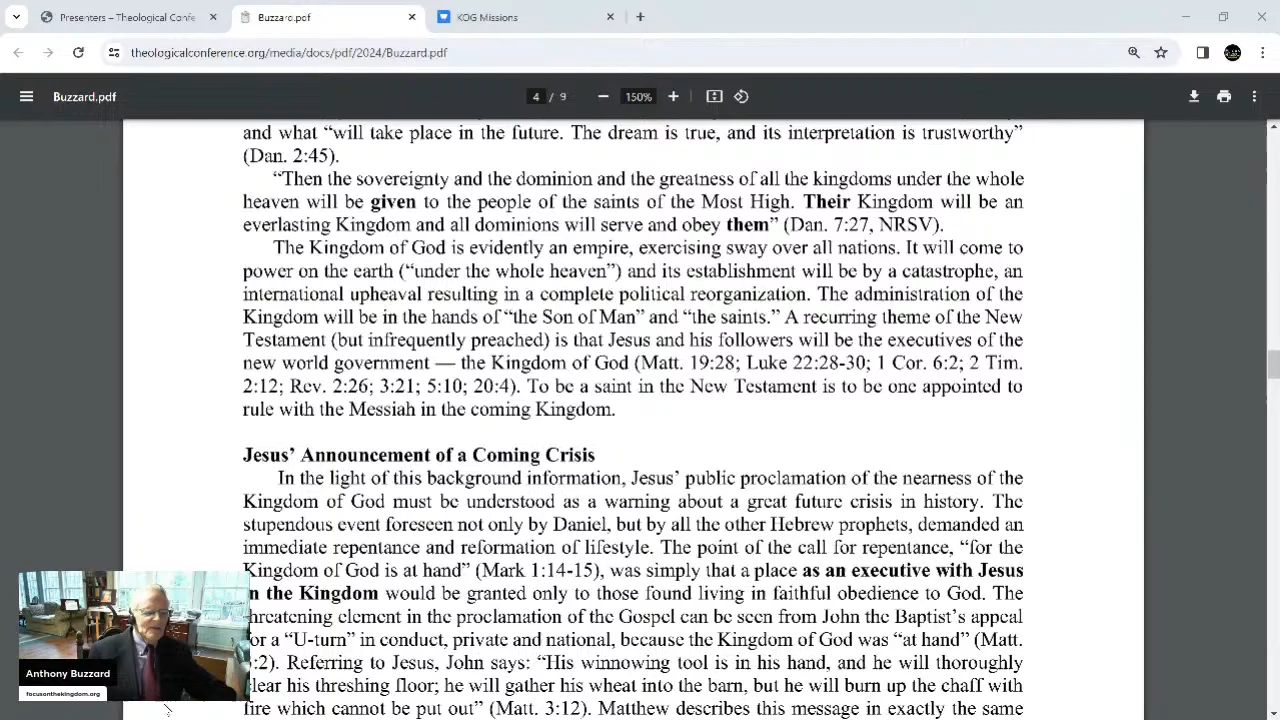 Presenters – Theological Confe
Buzzard.pdf
KOG Missions
theologicalconference.org/media/docs/pdf/2024/Buzzard.pdf
Buzzard.pdf
4 / 9
150%
and what “will take place in the future. The dream is true, and its interpretation is trustworthy”
(Dan. 2:45).
“Then the sovereignty and the dominion and the greatness of all the kingdoms under the whole
heaven will be given to the people of the saints of the Most High. Their Kingdom will be an
everlasting Kingdom and all dominions will serve and obey them” (Dan. 7:27, NRSV).
The Kingdom of God is evidently an empire, exercising sway over all nations. It will come to
power on the earth (“under the whole heaven”) and its establishment will be by a catastrophe, an
international upheaval resulting in a complete political reorganization. The administration of the
Kingdom will be in the hands of “the Son of Man” and “the saints.” A recurring theme of the New
Testament (but infrequently preached) is that Jesus and his followers will be the executives of the
new world government — the Kingdom of God (Matt. 19:28; Luke 22:28-30; 1 Cor. 6:2; 2 Tim.
2:12; Rev. 2:26; 3:21; 5:10; 20:4). To be a saint in the New Testament is to be one appointed to
rule with the Messiah in the coming Kingdom.
Jesus’ Announcement of a Coming Crisis
In the light of this background information, Jesus’ public proclamation of the nearness of the
Kingdom of God must be understood as a warning about a great future crisis in history. The
stupendous event foreseen not only by Daniel, but by all the other Hebrew prophets, demanded an
immediate repentance and reformation of lifestyle. The point of the call for repentance, “for the
Kingdom of God is at hand” (Mark 1:14-15), was simply that a place as an executive with Jesus
in the Kingdom would be granted only to those found living in faithful obedience to God. The
threatening element in the proclamation of the Gospel can be seen from John the Baptist’s appeal
for a “U-turn” in conduct, private and national, because the Kingdom of God was “at hand” (Matt.
:2). Referring to Jesus, John says: “His winnowing tool is in his hand, and he will thoroughly
clear his threshing floor; he will gather his wheat into the barn, but he will burn up the chaff with
fire which cannot be put out” (Matt. 3:12). Matthew describes this message in exactly the same
Anthony Buzzard
focusonthekingdom.org